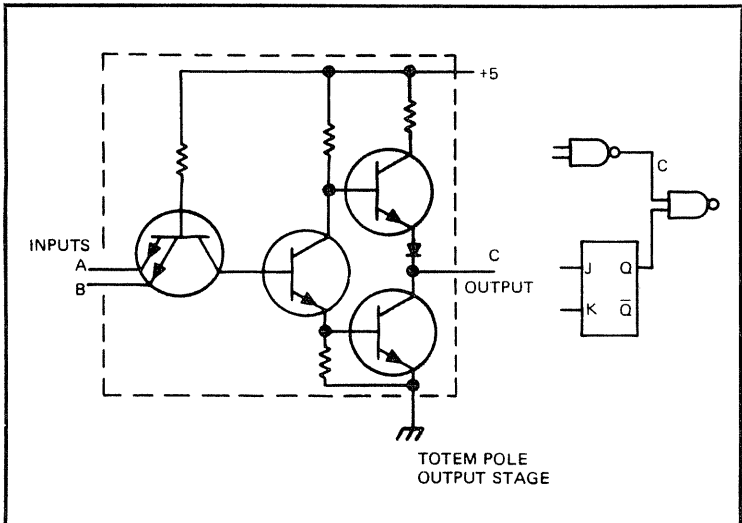 +5
C
INPUTS
A
B
C
OUTPUT
J Q
K Q̅
TOTEM POLE
OUTPUT STAGE